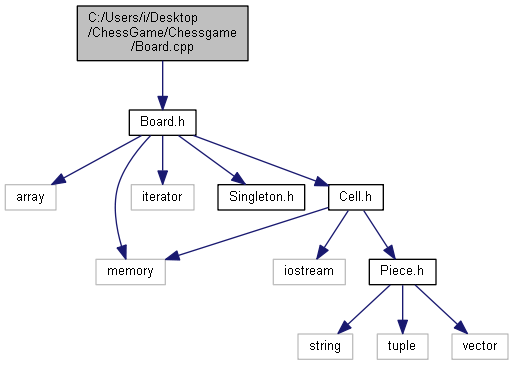 C:/Users/i/Desktop
/ChessGame/Chessgame
/Board.cpp
Board.h
array
iterator
Singleton.h
Cell.h
memory
iostream
Piece.h
string
tuple
vector